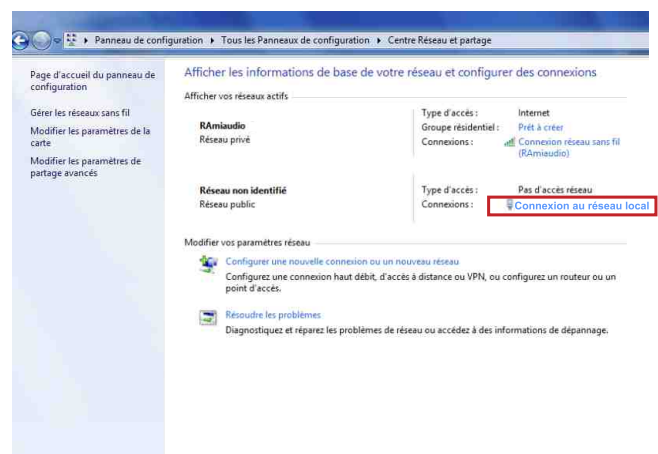 Panneau de configuration ▸ Tous les Panneaux de configuration ▸ Centre Réseau et partage
Page d'accueil du panneau de
configuration
Gérer les réseaux sans fil
Modifier les paramètres de la
carte
Modifier les paramètres de
partage avancés
Afficher les informations de base de votre réseau et configurer des connexions
Afficher vos réseaux actifs
RAmiaudio
Réseau privé
Type d'accès : Internet
Groupe résidentiel : Prêt à créer
Connexions : Connexion réseau sans fil
(RAmiaudio)
Réseau non identifié
Réseau public
Type d'accès : Pas d'accès réseau
Connexions : Connexion au réseau local
Modifier vos paramètres réseau
Configurer une nouvelle connexion ou un nouveau réseau
Configurez une connexion haut débit, d'accès à distance ou VPN, ou configurez un routeur ou un
point d'accès.
Résoudre les problèmes
Diagnostiquez et réparez les problèmes de réseau ou accédez à des informations de dépannage.